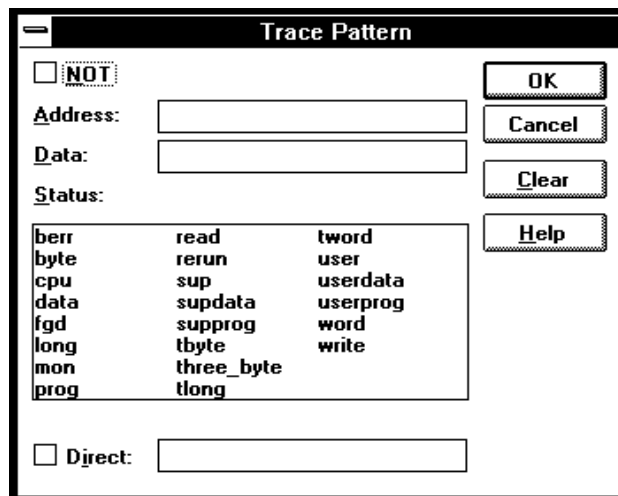 Trace Pattern
NOT
OK
Address:
Cancel
Data:
Clear
Status:
Help
berr read tword
byte rerun user
cpu sup userdata
data supdata userprog
fgd supprog word
long tbyte write
mon three_byte
prog tlong
Direct: